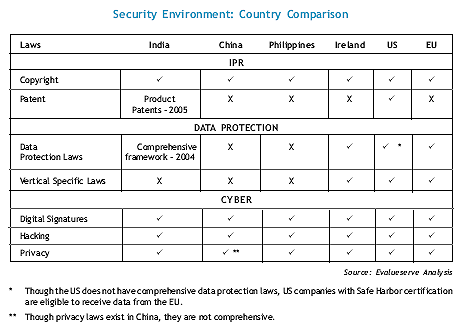 Security Environment: Country Comparison
Laws India China Philippines Ireland US EU
IPR
Copyright ✓ ✓ ✓ ✓ ✓ ✓
Patent Product Patents - 2005 X X X ✓ X
DATA PROTECTION
Data Protection Laws Comprehensive framework - 2004 X X ✓ ✓ * ✓
Vertical Specific Laws X X X ✓ ✓ ✓
CYBER
Digital Signatures ✓ ✓ ✓ ✓ ✓ ✓
Hacking ✓ ✓ ✓ ✓ ✓ ✓
Privacy ✓ ✓ ** ✓ ✓ ✓ ✓
Source: Evalueserve Analysis
* Though the US does not have comprehensive data protection laws, US companies with Safe Harbor certification
are eligible to receive data from the EU.
** Though privacy laws exist in China, they are not comprehensive.